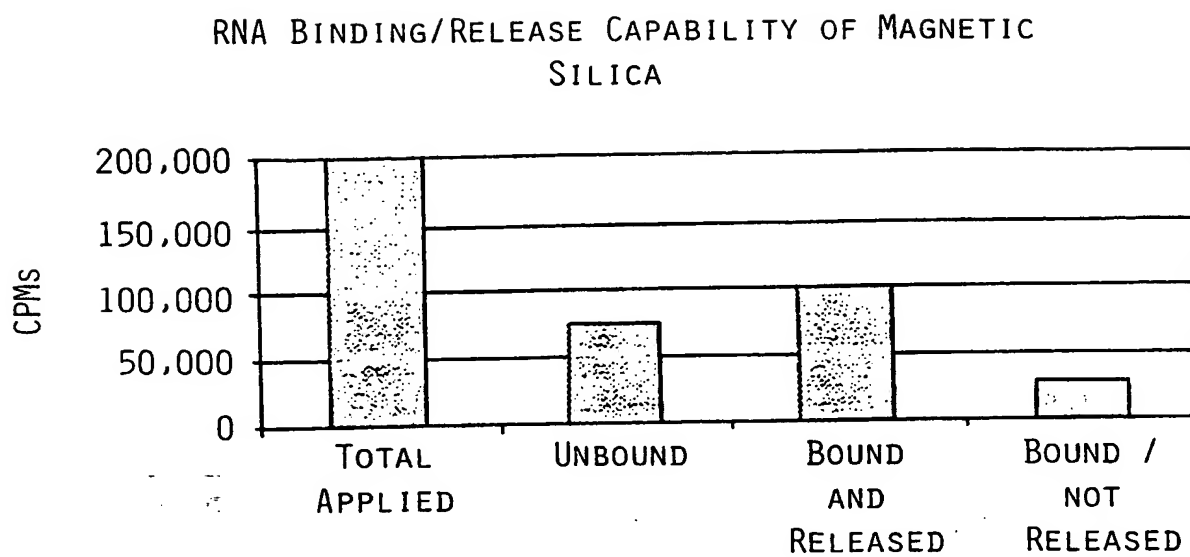 RNA BINDING/RELEASE CAPABILITY OF MAGNETIC
SILICA
200,000
150,000
100,000
50,000
0
CPMs
TOTAL
APPLIED
UNBOUND
BOUND
AND
RELEASED
BOUND /
NOT
RELEASED